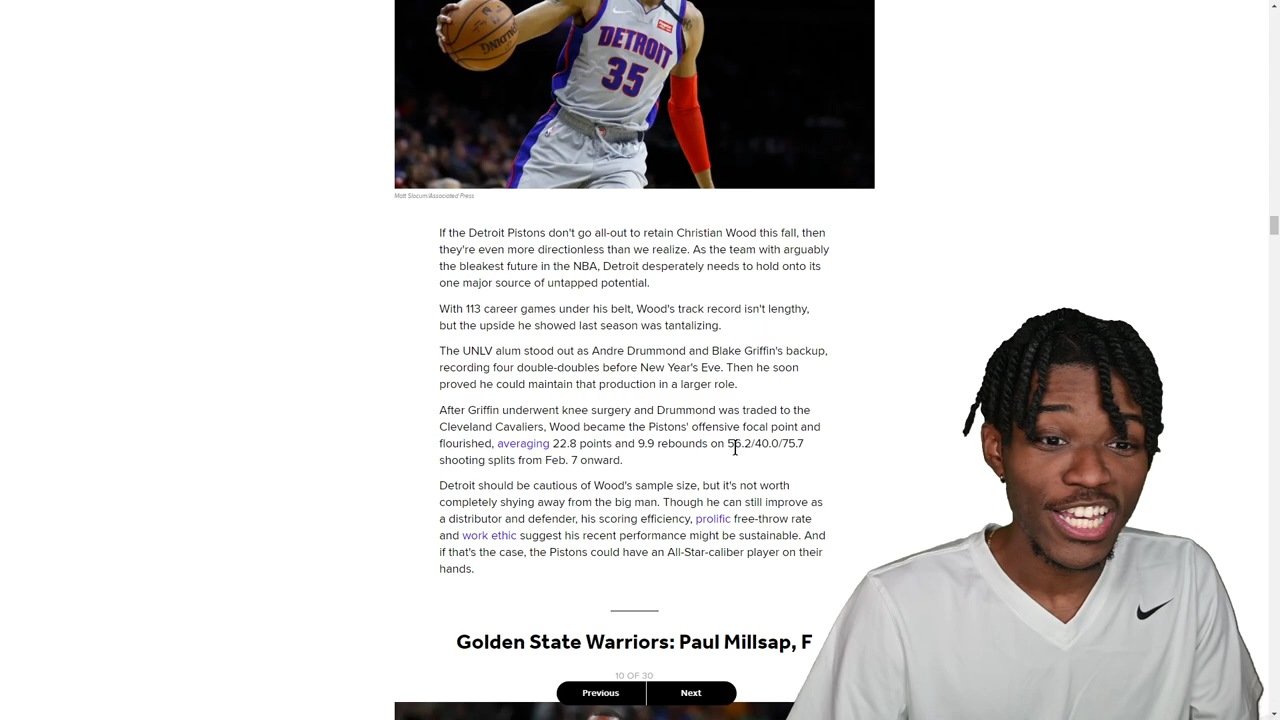 DETROIT
35
Matt Slocum/Associated Press
If the Detroit Pistons don't go all-out to retain Christian Wood this fall, then
they're even more directionless than we realize. As the team with arguably
the bleakest future in the NBA, Detroit desperately needs to hold onto its
one major source of untapped potential.
With 113 career games under his belt, Wood's track record isn't lengthy,
but the upside he showed last season was tantalizing.
The UNLV alum stood out as Andre Drummond and Blake Griffin's backup,
recording four double-doubles before New Year's Eve. Then he soon
proved he could maintain that production in a larger role.
After Griffin underwent knee surgery and Drummond was traded to the
Cleveland Cavaliers, Wood became the Pistons' offensive focal point and
flourished, averaging 22.8 points and 9.9 rebounds on 56.2/40.0/75.7
shooting splits from Feb. 7 onward.
Detroit should be cautious of Wood's sample size, but it's not worth
completely shying away from the big man. Though he can still improve as
a distributor and defender, his scoring efficiency, prolific free-throw rate
and work ethic suggest his recent performance might be sustainable. And
if that's the case, the Pistons could have an All-Star-caliber player on their
hands.
Golden State Warriors: Paul Millsap, F
10 OF 30
Previous
Next